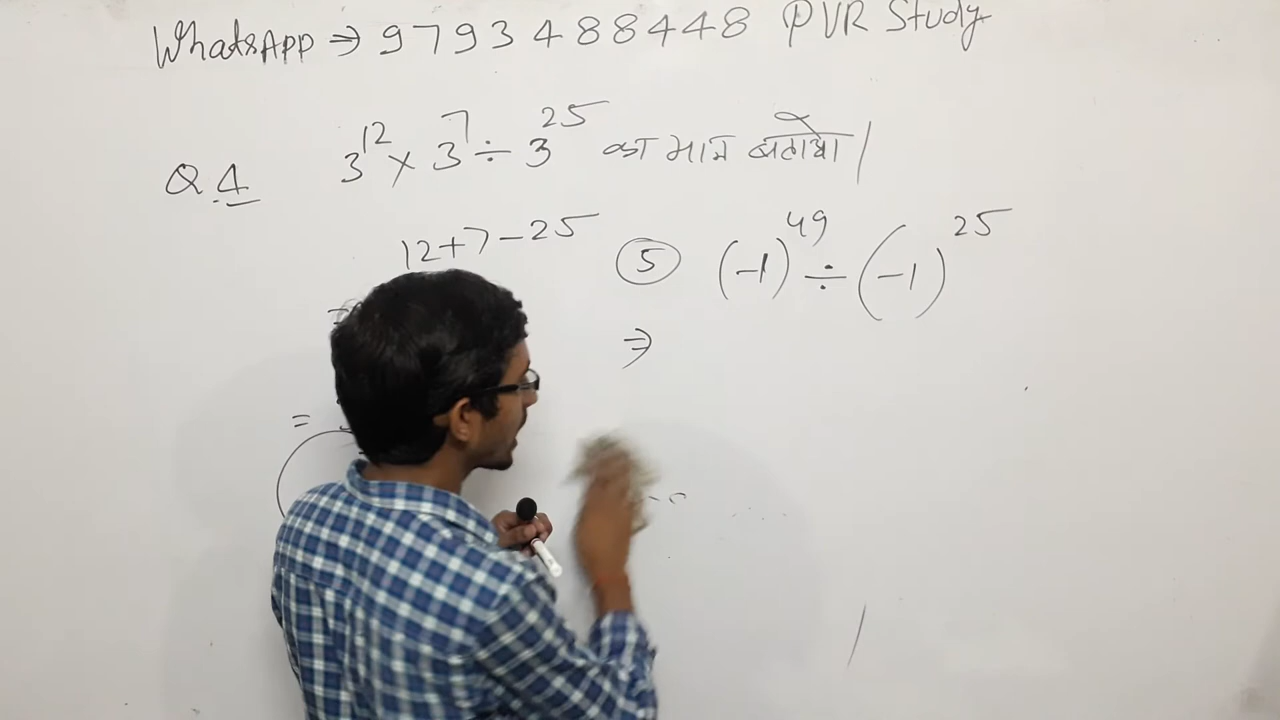 WhatsApp ⇒ 9793488448 PVR Study
Q.4 3^12 × 3^7 ÷ 3^25 का मान बताओ।
12+7-25
⑤ (-1)^49 ÷ (-1)^25
⇒
=